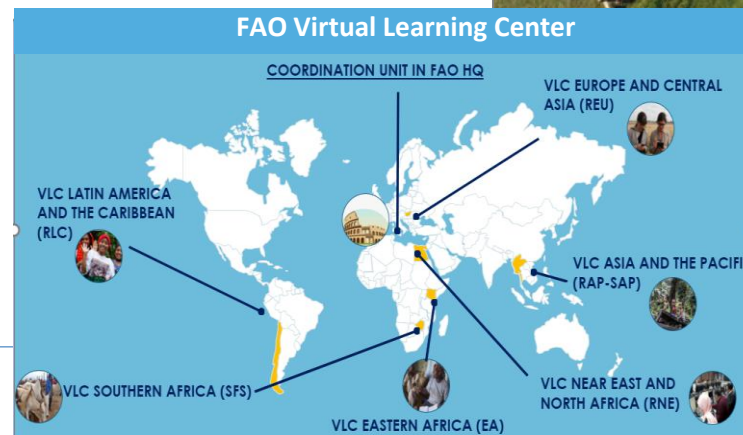 FAO Virtual Learning Center
COORDINATION UNIT IN FAO HQ
VLC EUROPE AND CENTRAL
ASIA (REU)
VLC LATIN AMERICA
AND THE CARIBBEAN
(RLC)
VLC ASIA AND THE PACIFI
(RAP-SAP)
VLC SOUTHERN AFRICA (SFS)
VLC NEAR EAST AND
NORTH AFRICA (RNE)
VLC EASTERN AFRICA (EA)